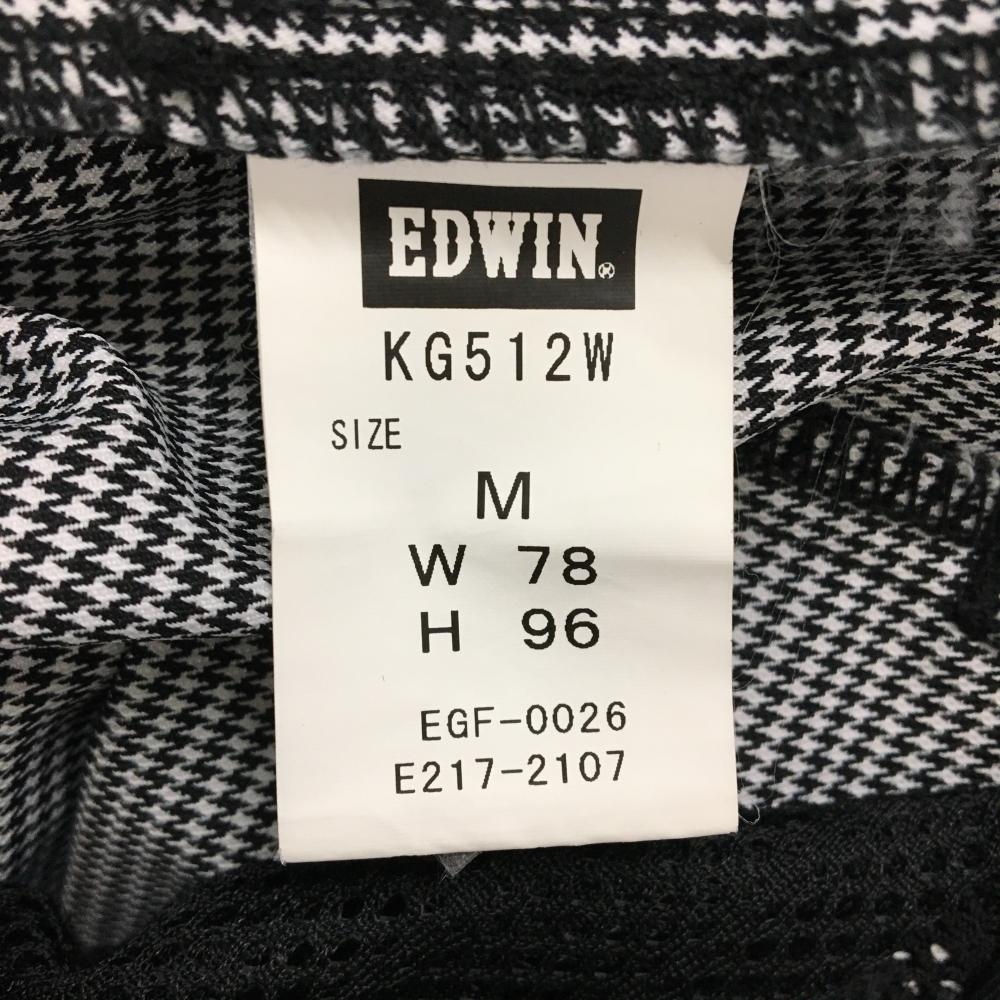 EDWIN®
KG512W
SIZE
M
W 78
H 96
EGF-0026
E217-2107